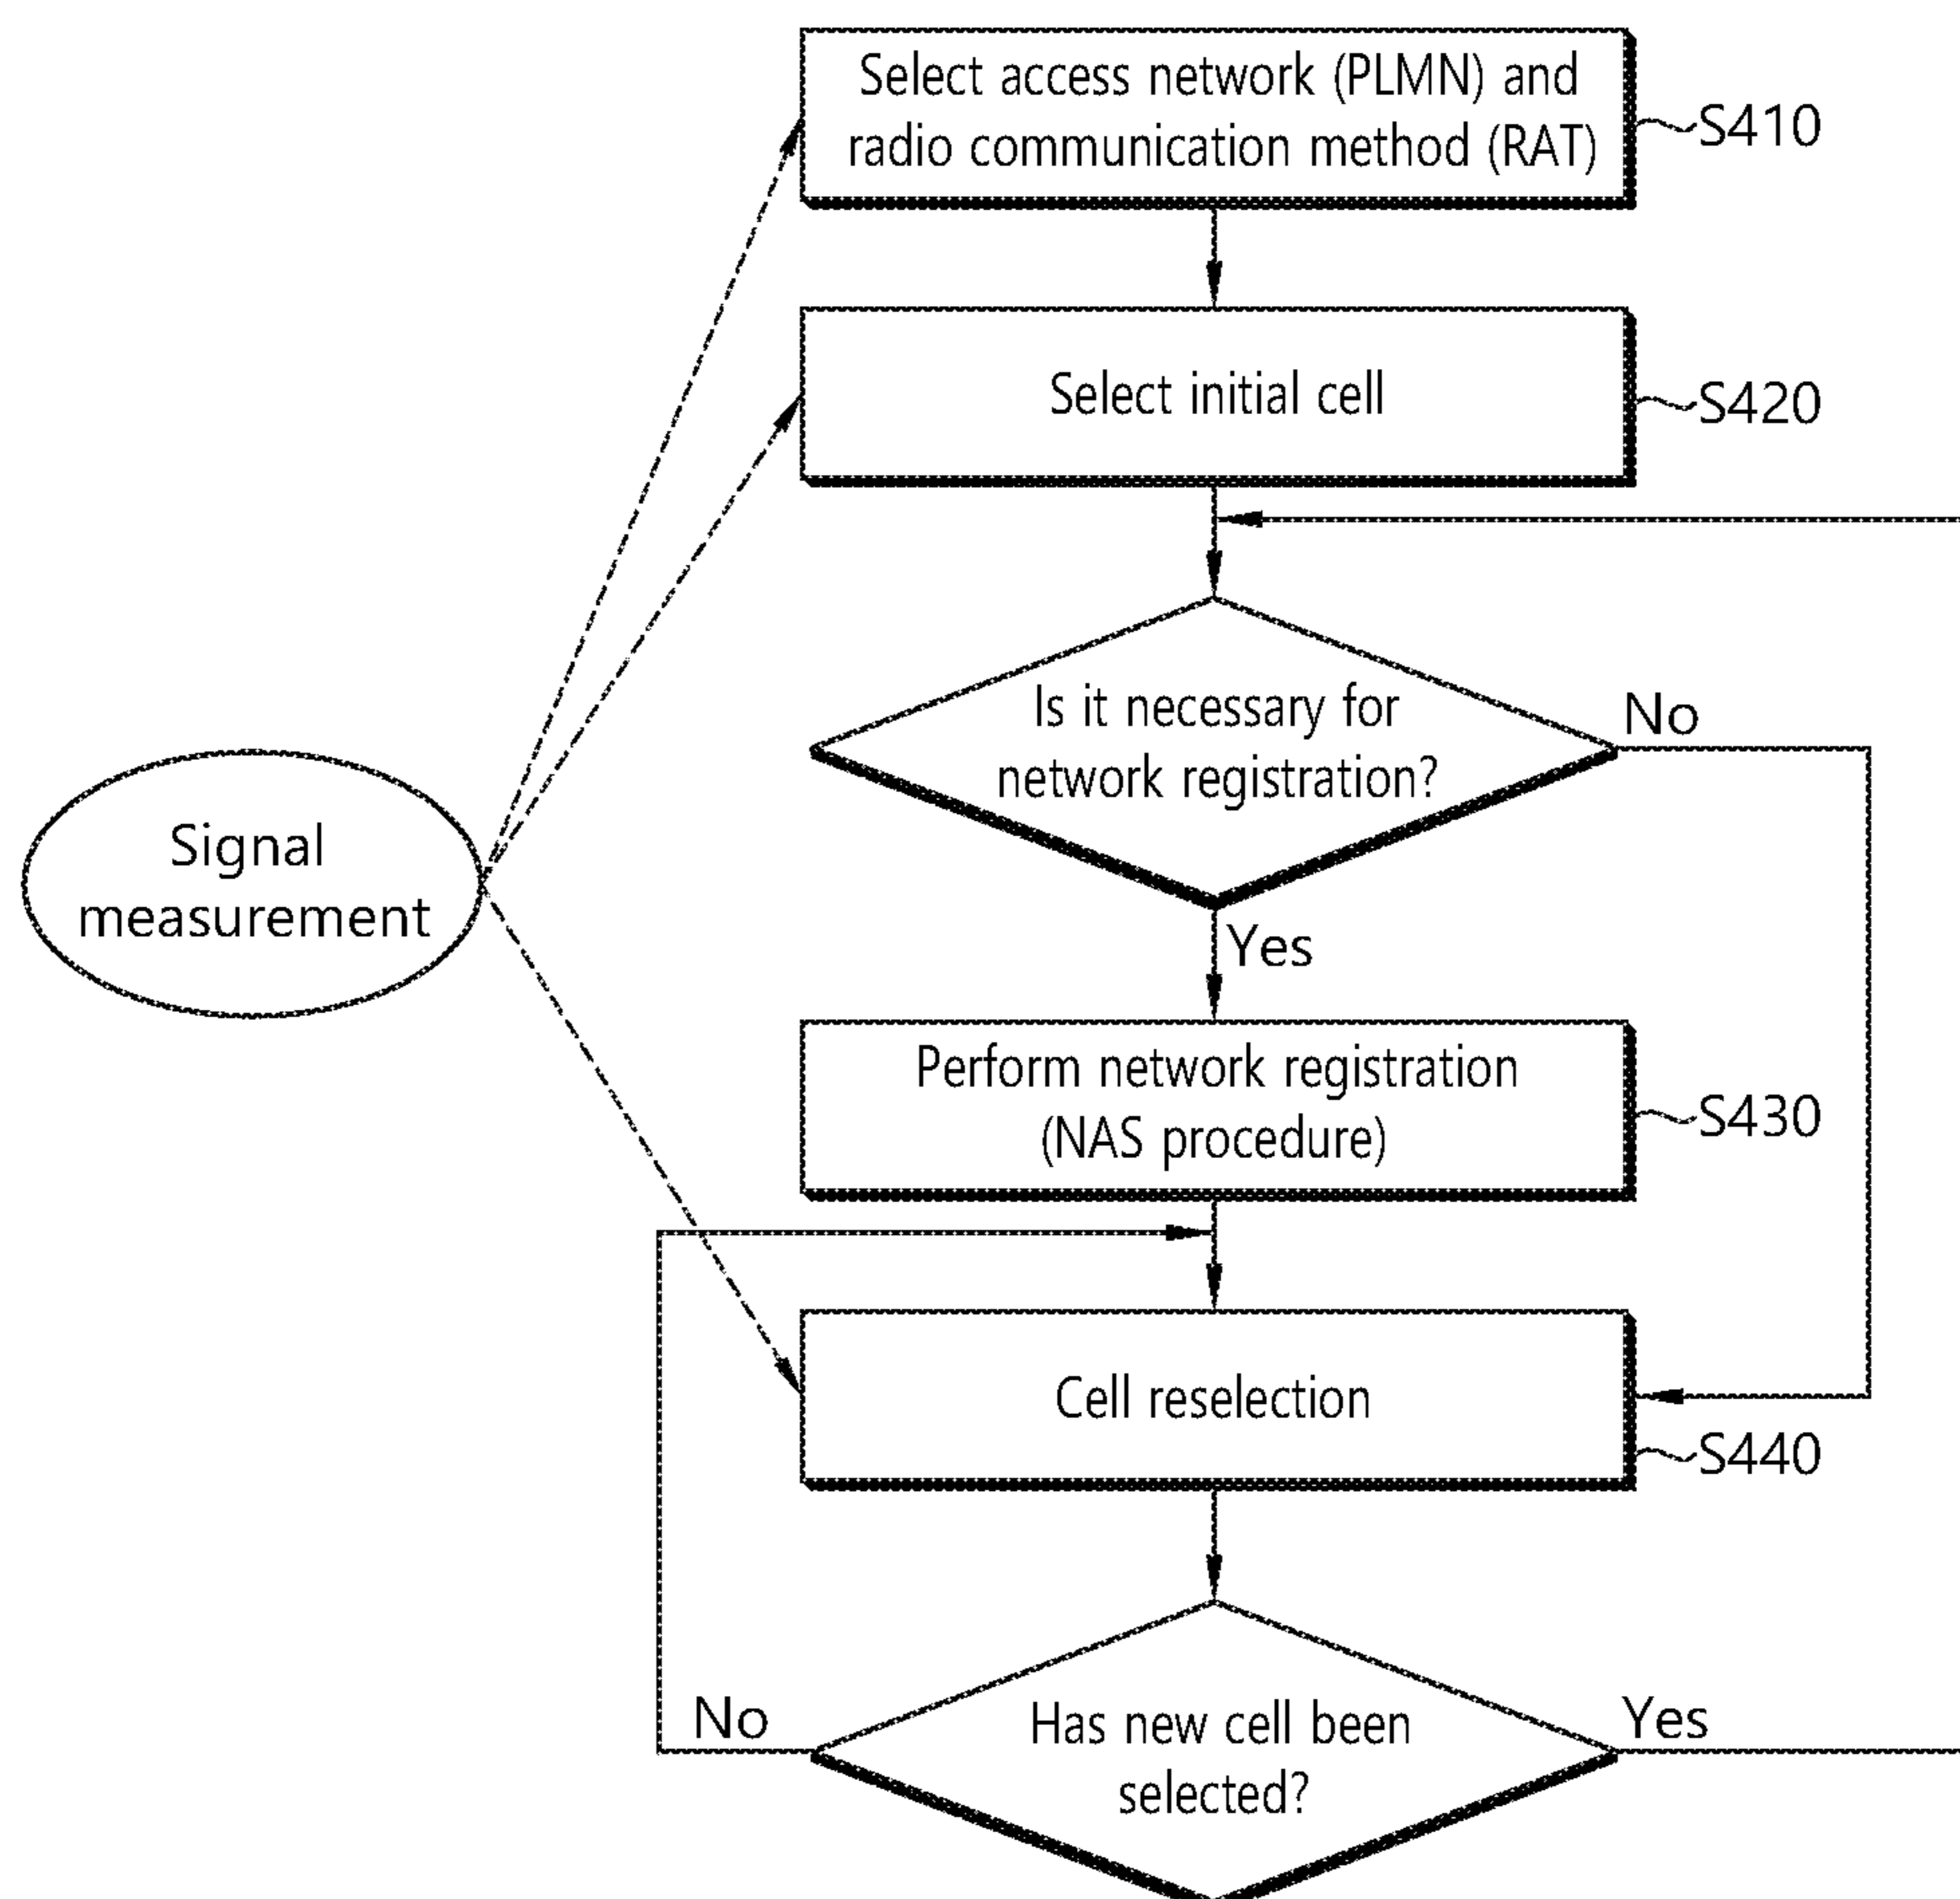 Select access network (PLMN) and
radio communication method (RAT)
S410
Select initial cell
S420
Is it necessary for
network registration?
No
Yes
Signal
measurement
Perform network registration
(NAS procedure)
S430
Cell reselection
S440
Has new cell been
selected?
No
Yes